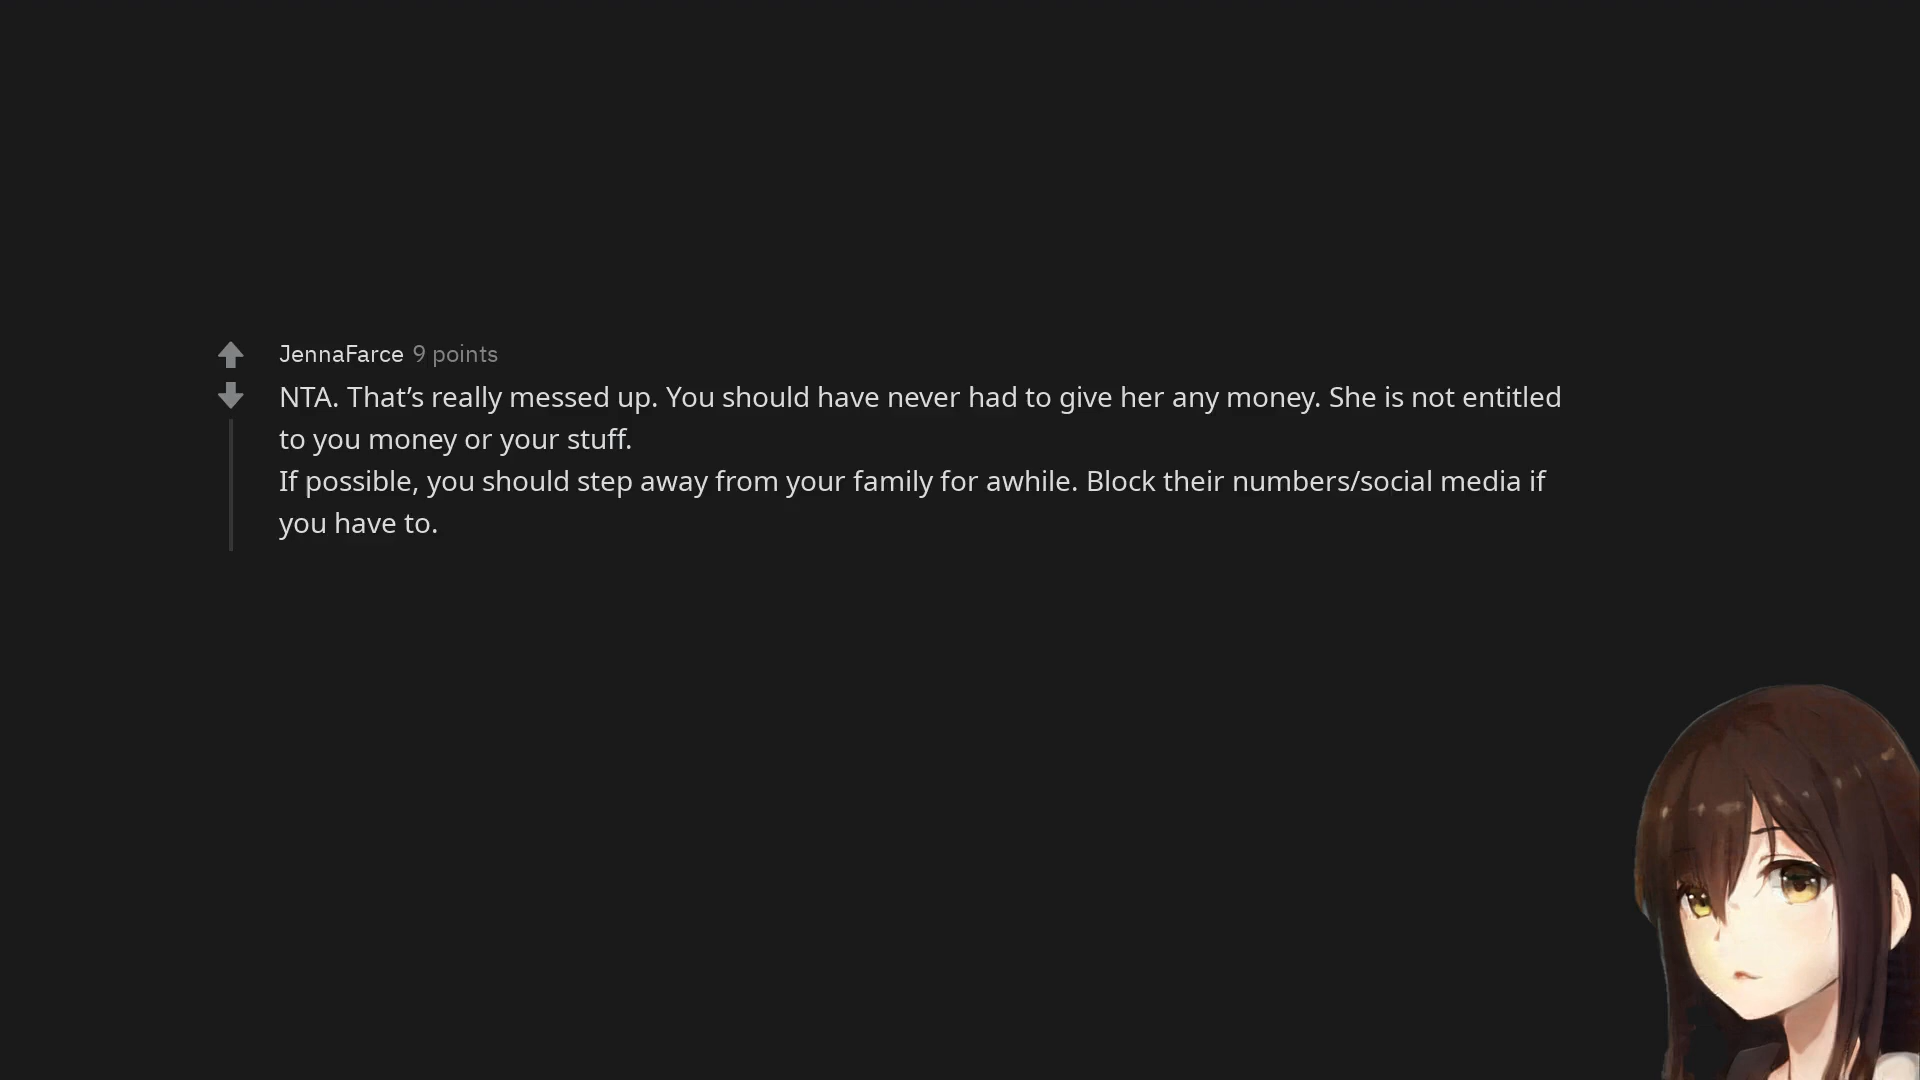 JennaFarce 9 points
NTA. That’s really messed up. You should have never had to give her any money. She is not entitled
to you money or your stuff.
If possible, you should step away from your family for awhile. Block their numbers/social media if
you have to.